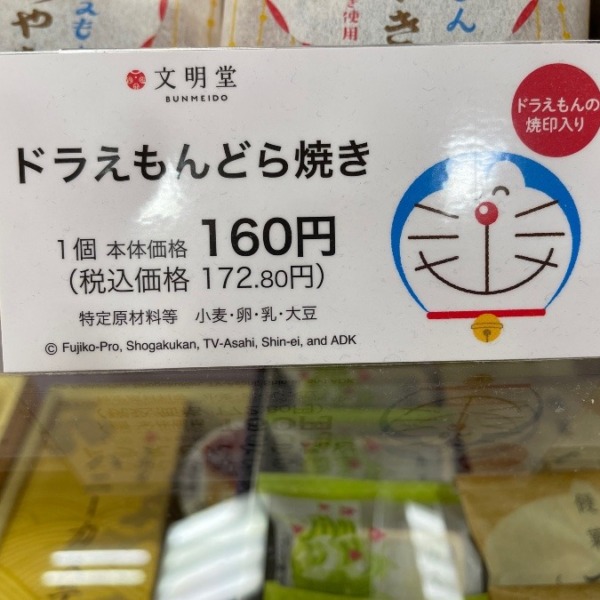 文明堂
BUNMEIDO
ドラえもんの
焼印入り
ドラえもんどら焼き
1個 本体価格 160円
(税込価格 172.80円)
特定原材料等 小麦・卵・乳・大豆
© Fujiko-Pro, Shogakukan, TV-Asahi, Shin-ei, and ADK